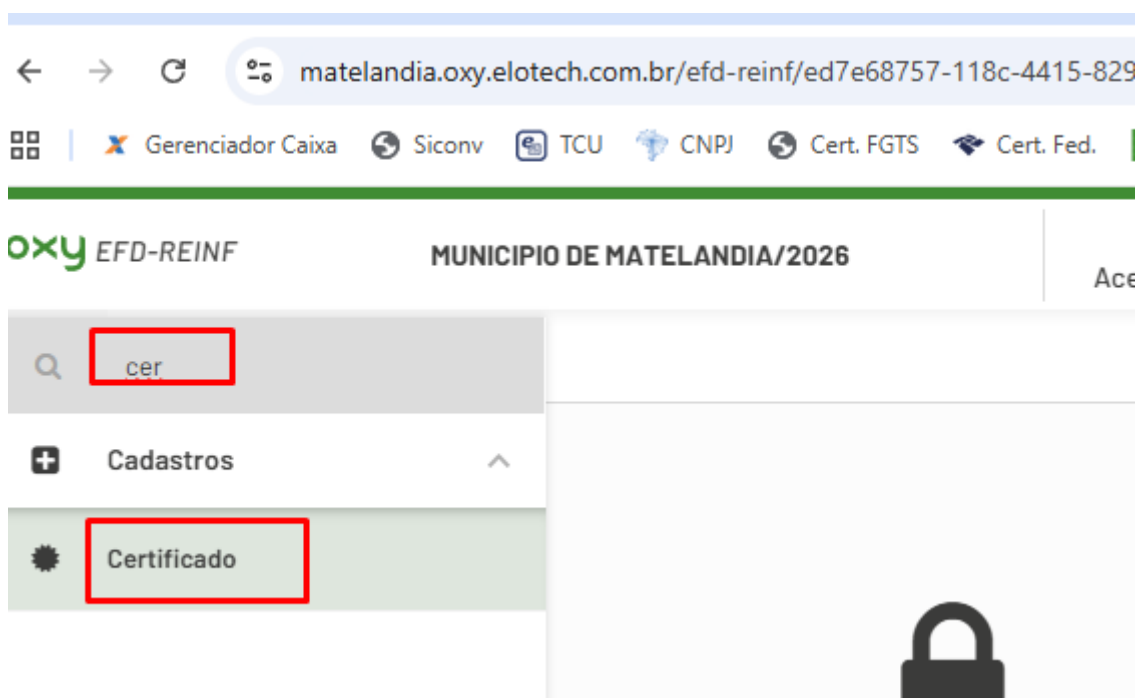 matelandia.oxy.elotech.com.br/efd-reinf/ed7e68757-118c-4415-829
Gerenciador Caixa Siconv TCU CNPJ Cert. FGTS Cert. Fed.
oxy EFD-REINF MUNICIPIO DE MATELANDIA/2026
Ace
cer
Cadastros
Certificado